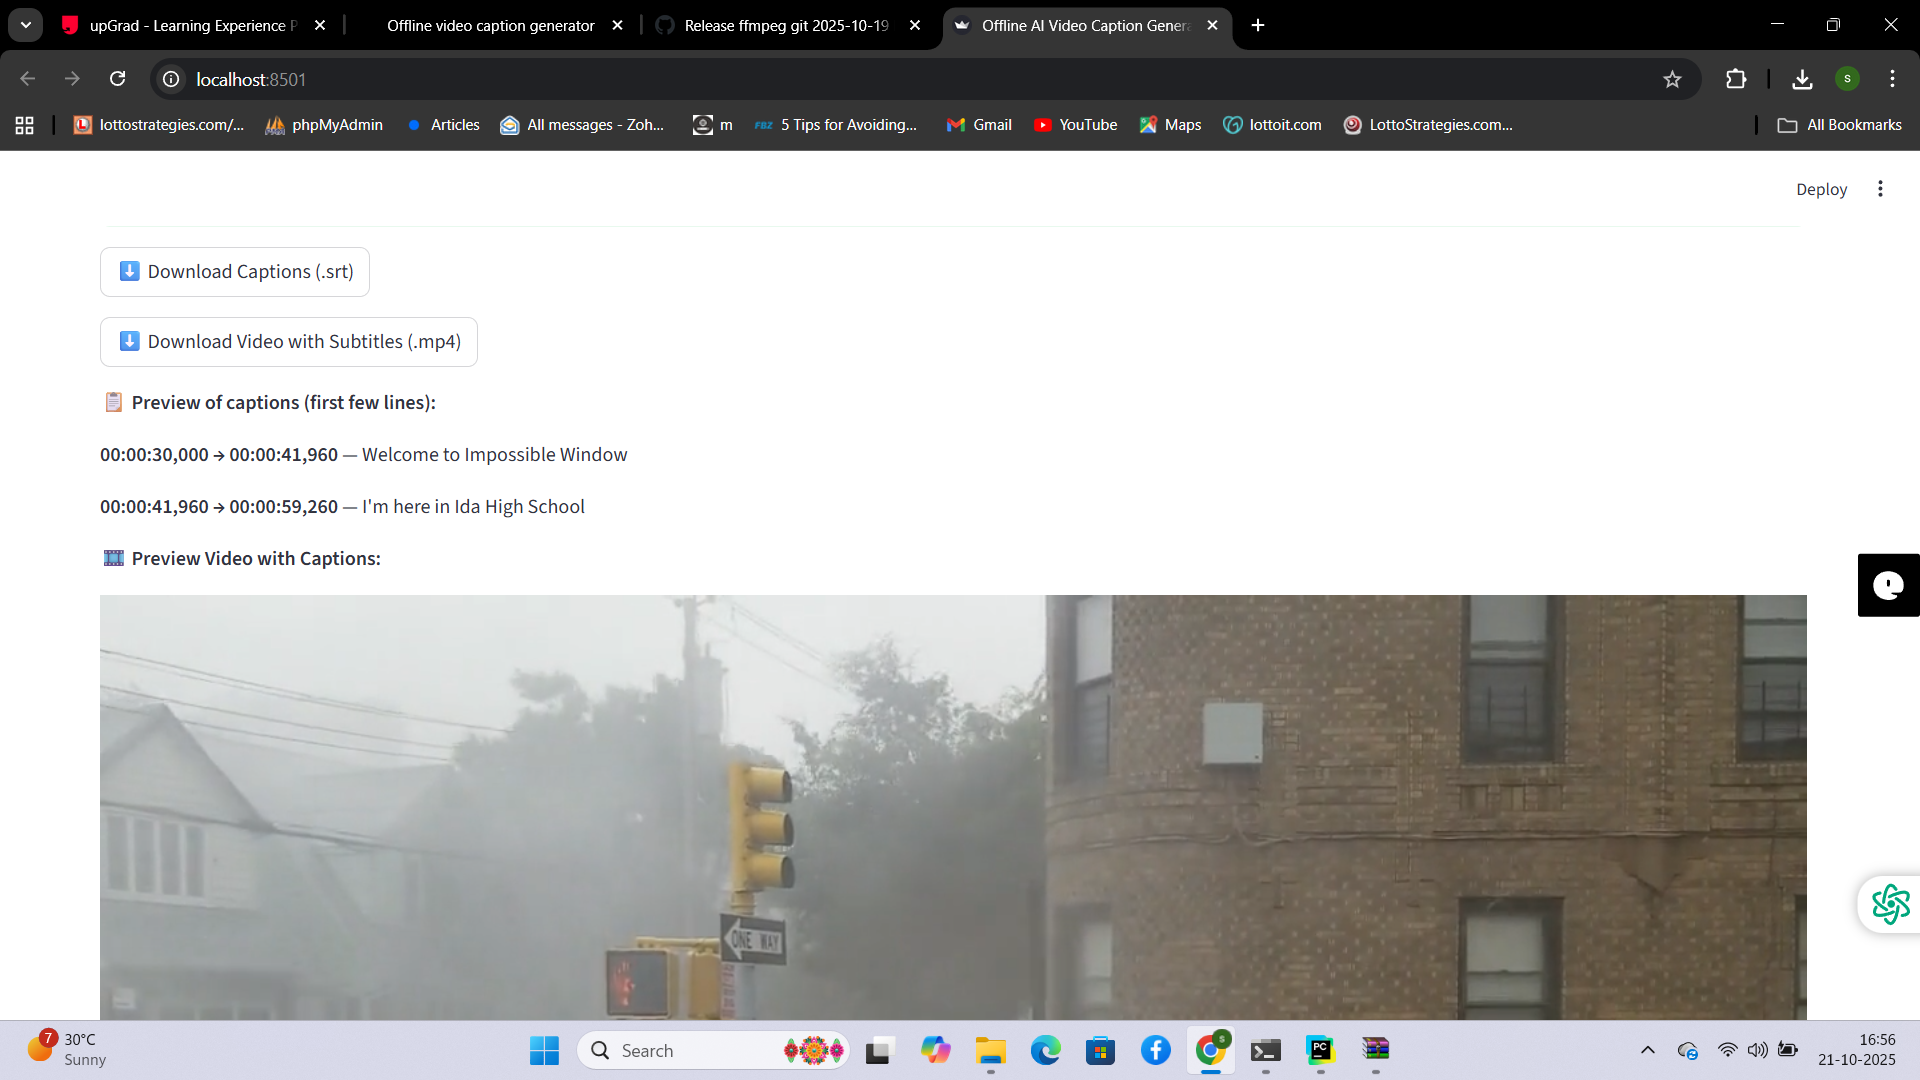 upGrad - Learning Experience P
Offline video caption generator
Release ffmpeg git 2025-10-19
Offline AI Video Caption Genera
localhost:8501
S
lottostrategies.com/...
phpMyAdmin
Articles
All messages - Zoh...
m
FBZ 5 Tips for Avoiding...
Gmail
YouTube
Maps
lottoit.com
LottoStrategies.com...
All Bookmarks
Deploy
Download Captions (.srt)
Download Video with Subtitles (.mp4)
Preview of captions (first few lines):
00:00:30,000 → 00:00:41,960 — Welcome to Impossible Window
00:00:41,960 → 00:00:59,260 — I'm here in Ida High School
Preview Video with Captions:
ONE WAY
7
30°C
Sunny
Search
S
PC
16:56
21-10-2025